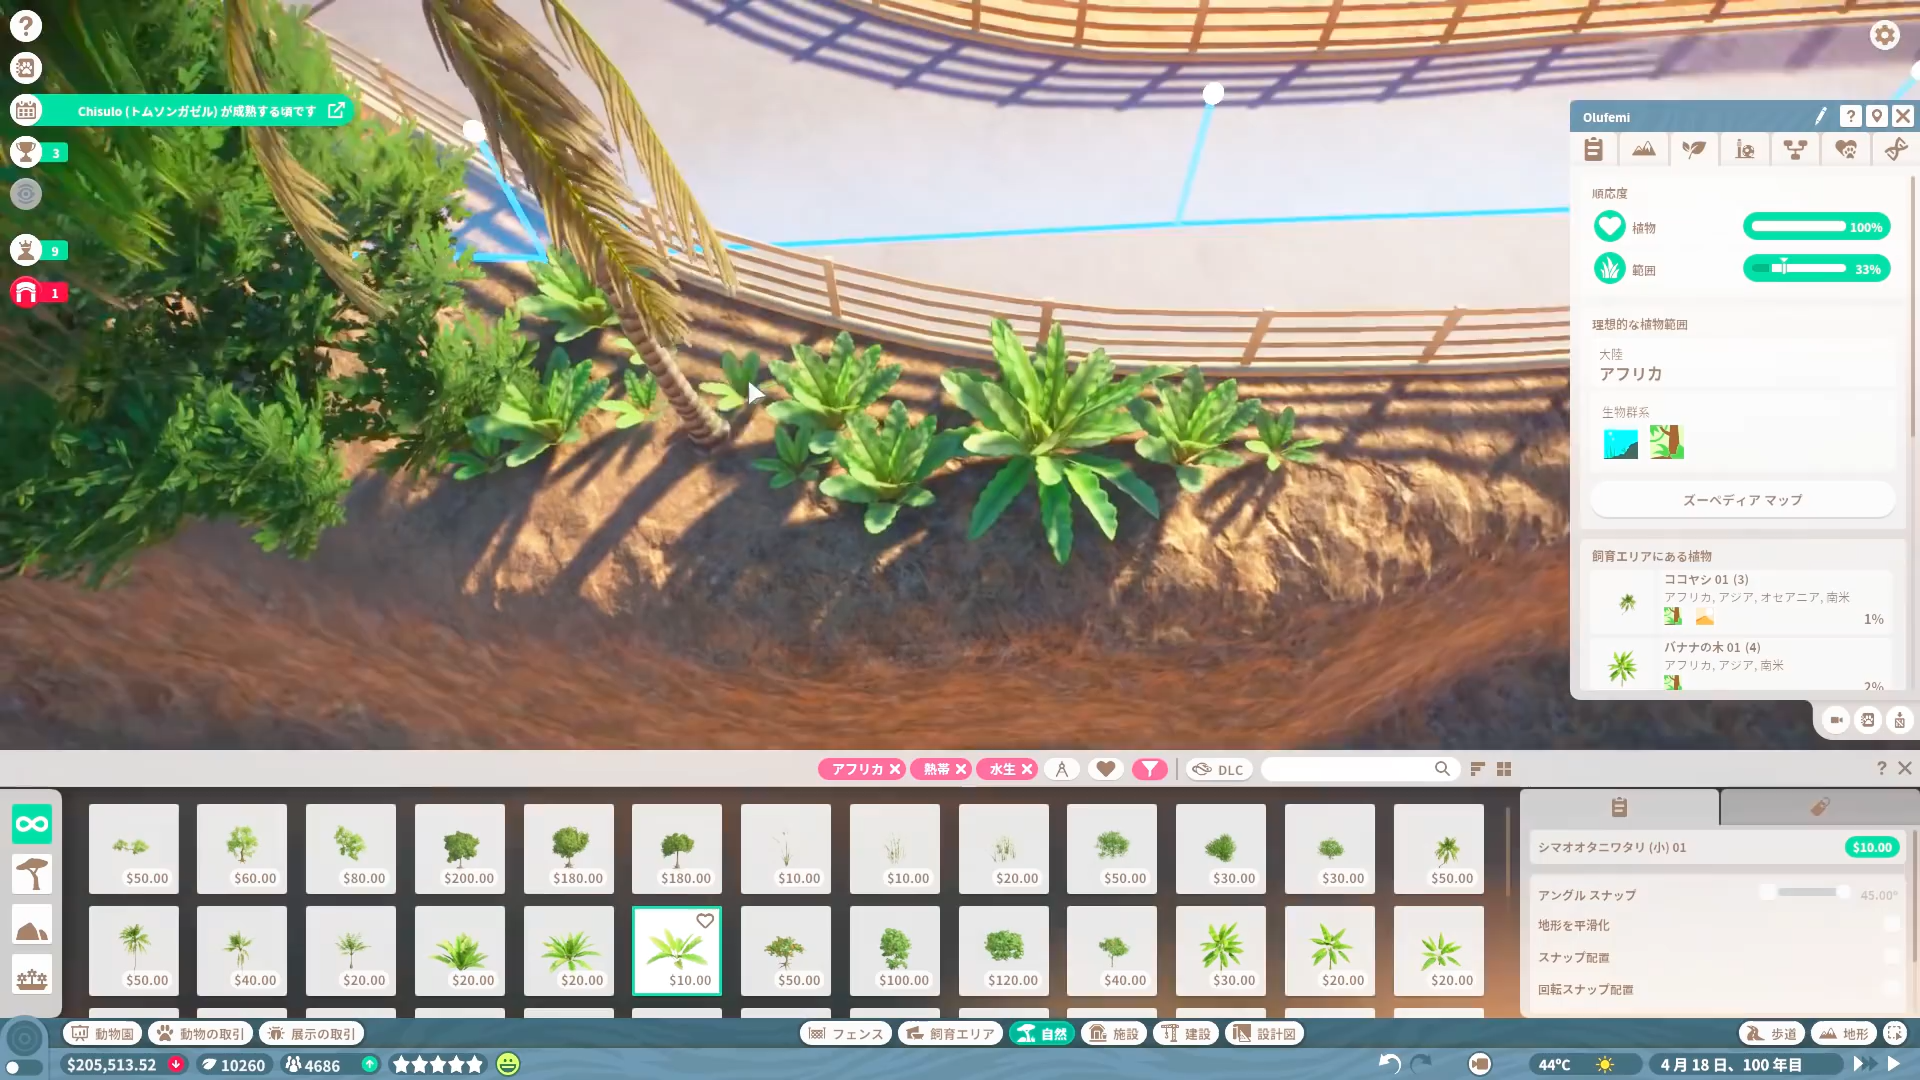 Chisulo (トムソンガゼル) が成熟する頃です
3
9
1
Olufemi
順応度
植物
100%
範囲
33%
理想的な植物範囲
大陸
アフリカ
生物群系
ズーペディア マップ
飼育エリアにある植物
ココヤシ 01 (3)
アフリカ, アジア, オセアニア, 南米
1%
バナナの木 01 (4)
アフリカ, アジア, 南米
2%
アフリカ
熱帯
水生
DLC
$50.00 $60.00 $80.00 $200.00 $180.00 $180.00 $10.00 $10.00 $20.00 $50.00 $30.00 $30.00 $50.00
$50.00 $40.00 $20.00 $20.00 $20.00 $10.00 $50.00 $100.00 $120.00 $40.00 $30.00 $20.00 $20.00
シマオオタニワタリ (小) 01
$10.00
アングル スナップ
45.00°
地形を平滑化
スナップ配置
回転スナップ配置
動物園
動物の取引
展示の取引
フェンス
飼育エリア
自然
施設
建設
設計図
歩道
地形
$205,513.52
10260
4686
44°C
4 月 18 日、100 年目